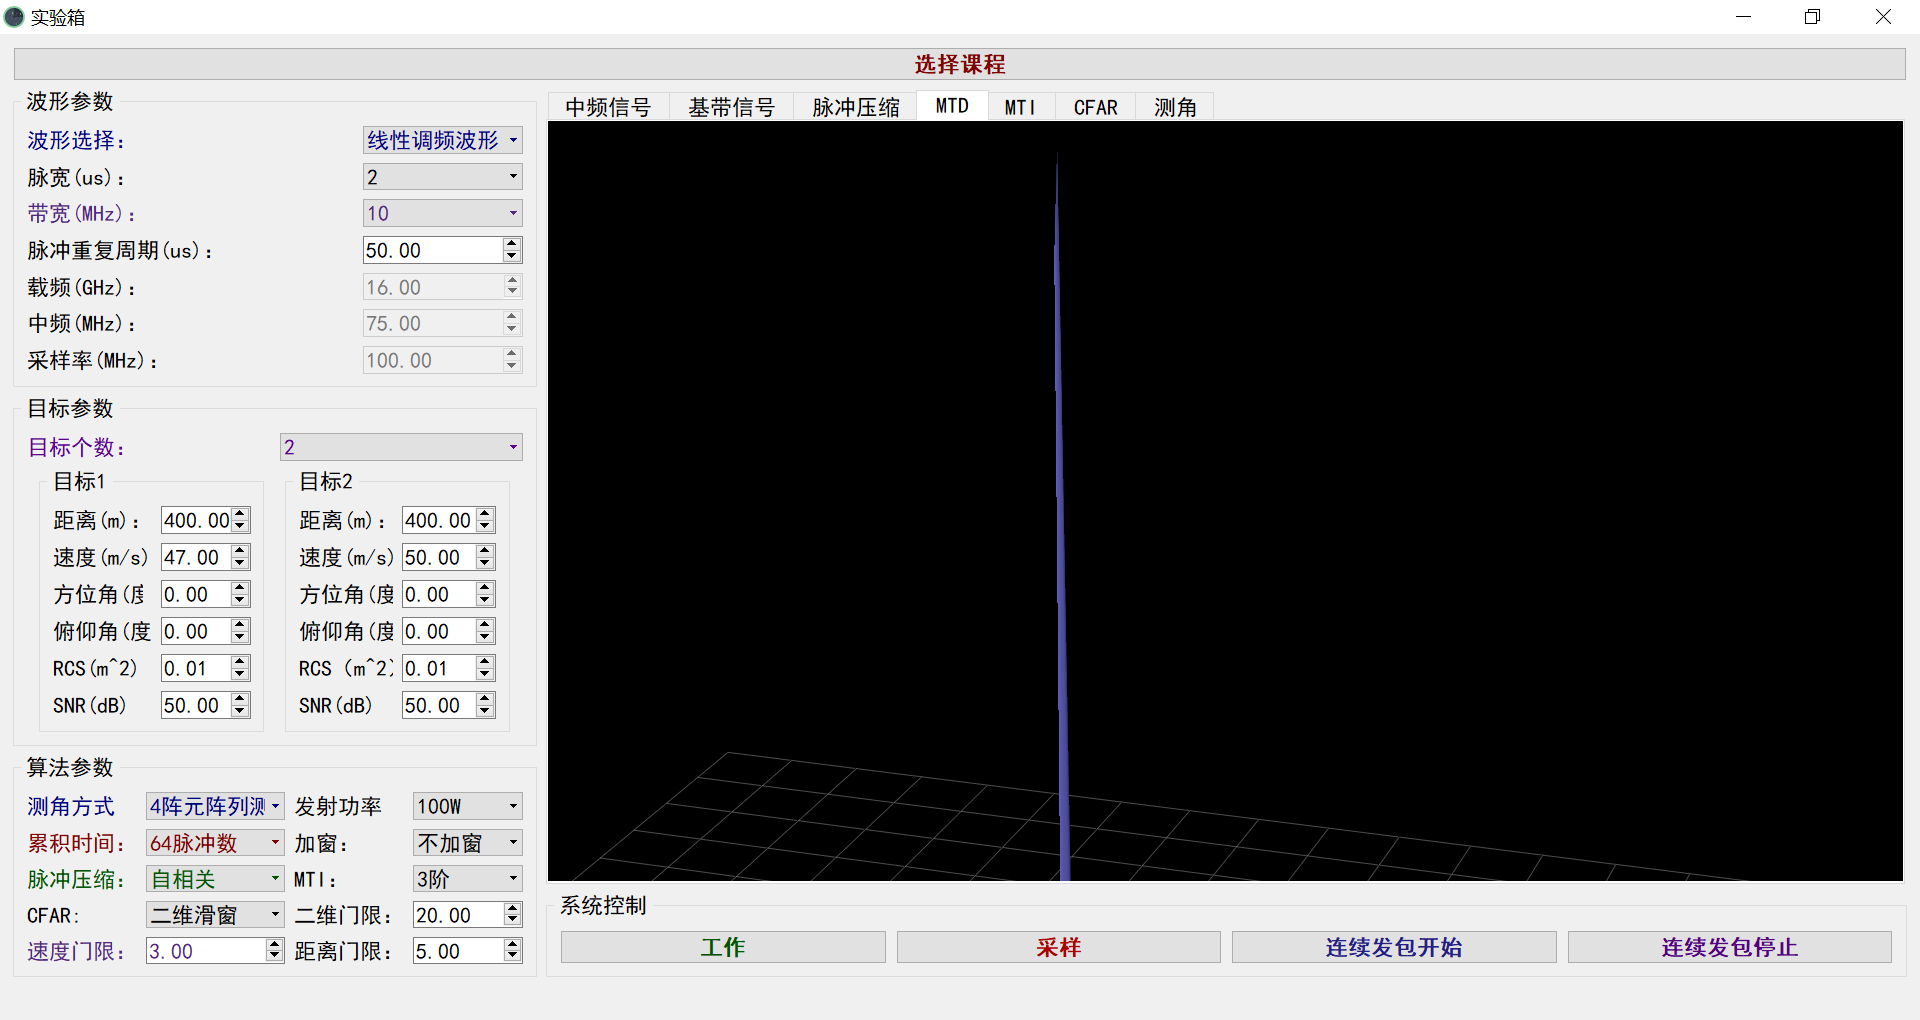 实验箱
选择课程
波形参数
波形选择: 线性调频波形
脉宽(us): 2
带宽(MHz): 10
脉冲重复周期(us): 50.00
载频(GHz): 16.00
中频(MHz): 75.00
采样率(MHz): 100.00
目标参数
目标个数: 2
目标1
距离(m): 400.00
速度(m/s) 47.00
方位角(度 0.00
俯仰角(度 0.00
RCS(m^2) 0.01
SNR(dB) 50.00
目标2
距离(m): 400.00
速度(m/s) 50.00
方位角(度 0.00
俯仰角(度 0.00
RCS (m^2) 0.01
SNR(dB) 50.00
算法参数
测角方式 4阵元阵列测 发射功率 100W
累积时间: 64脉冲数 加窗: 不加窗
脉冲压缩: 自相关 MTI: 3阶
CFAR: 二维滑窗 二维门限: 20.00
速度门限: 3.00 距离门限: 5.00
中频信号 基带信号 脉冲压缩 MTD MTI CFAR 测角
系统控制
工作 采样 连续发包开始 连续发包停止